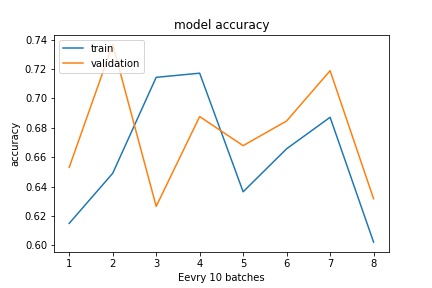 model accuracy
train
validation
0.74
0.72
0.70
0.68
0.66
0.64
0.62
0.60
accuracy
1 2 3 4 5 6 7 8
Eevry 10 batches